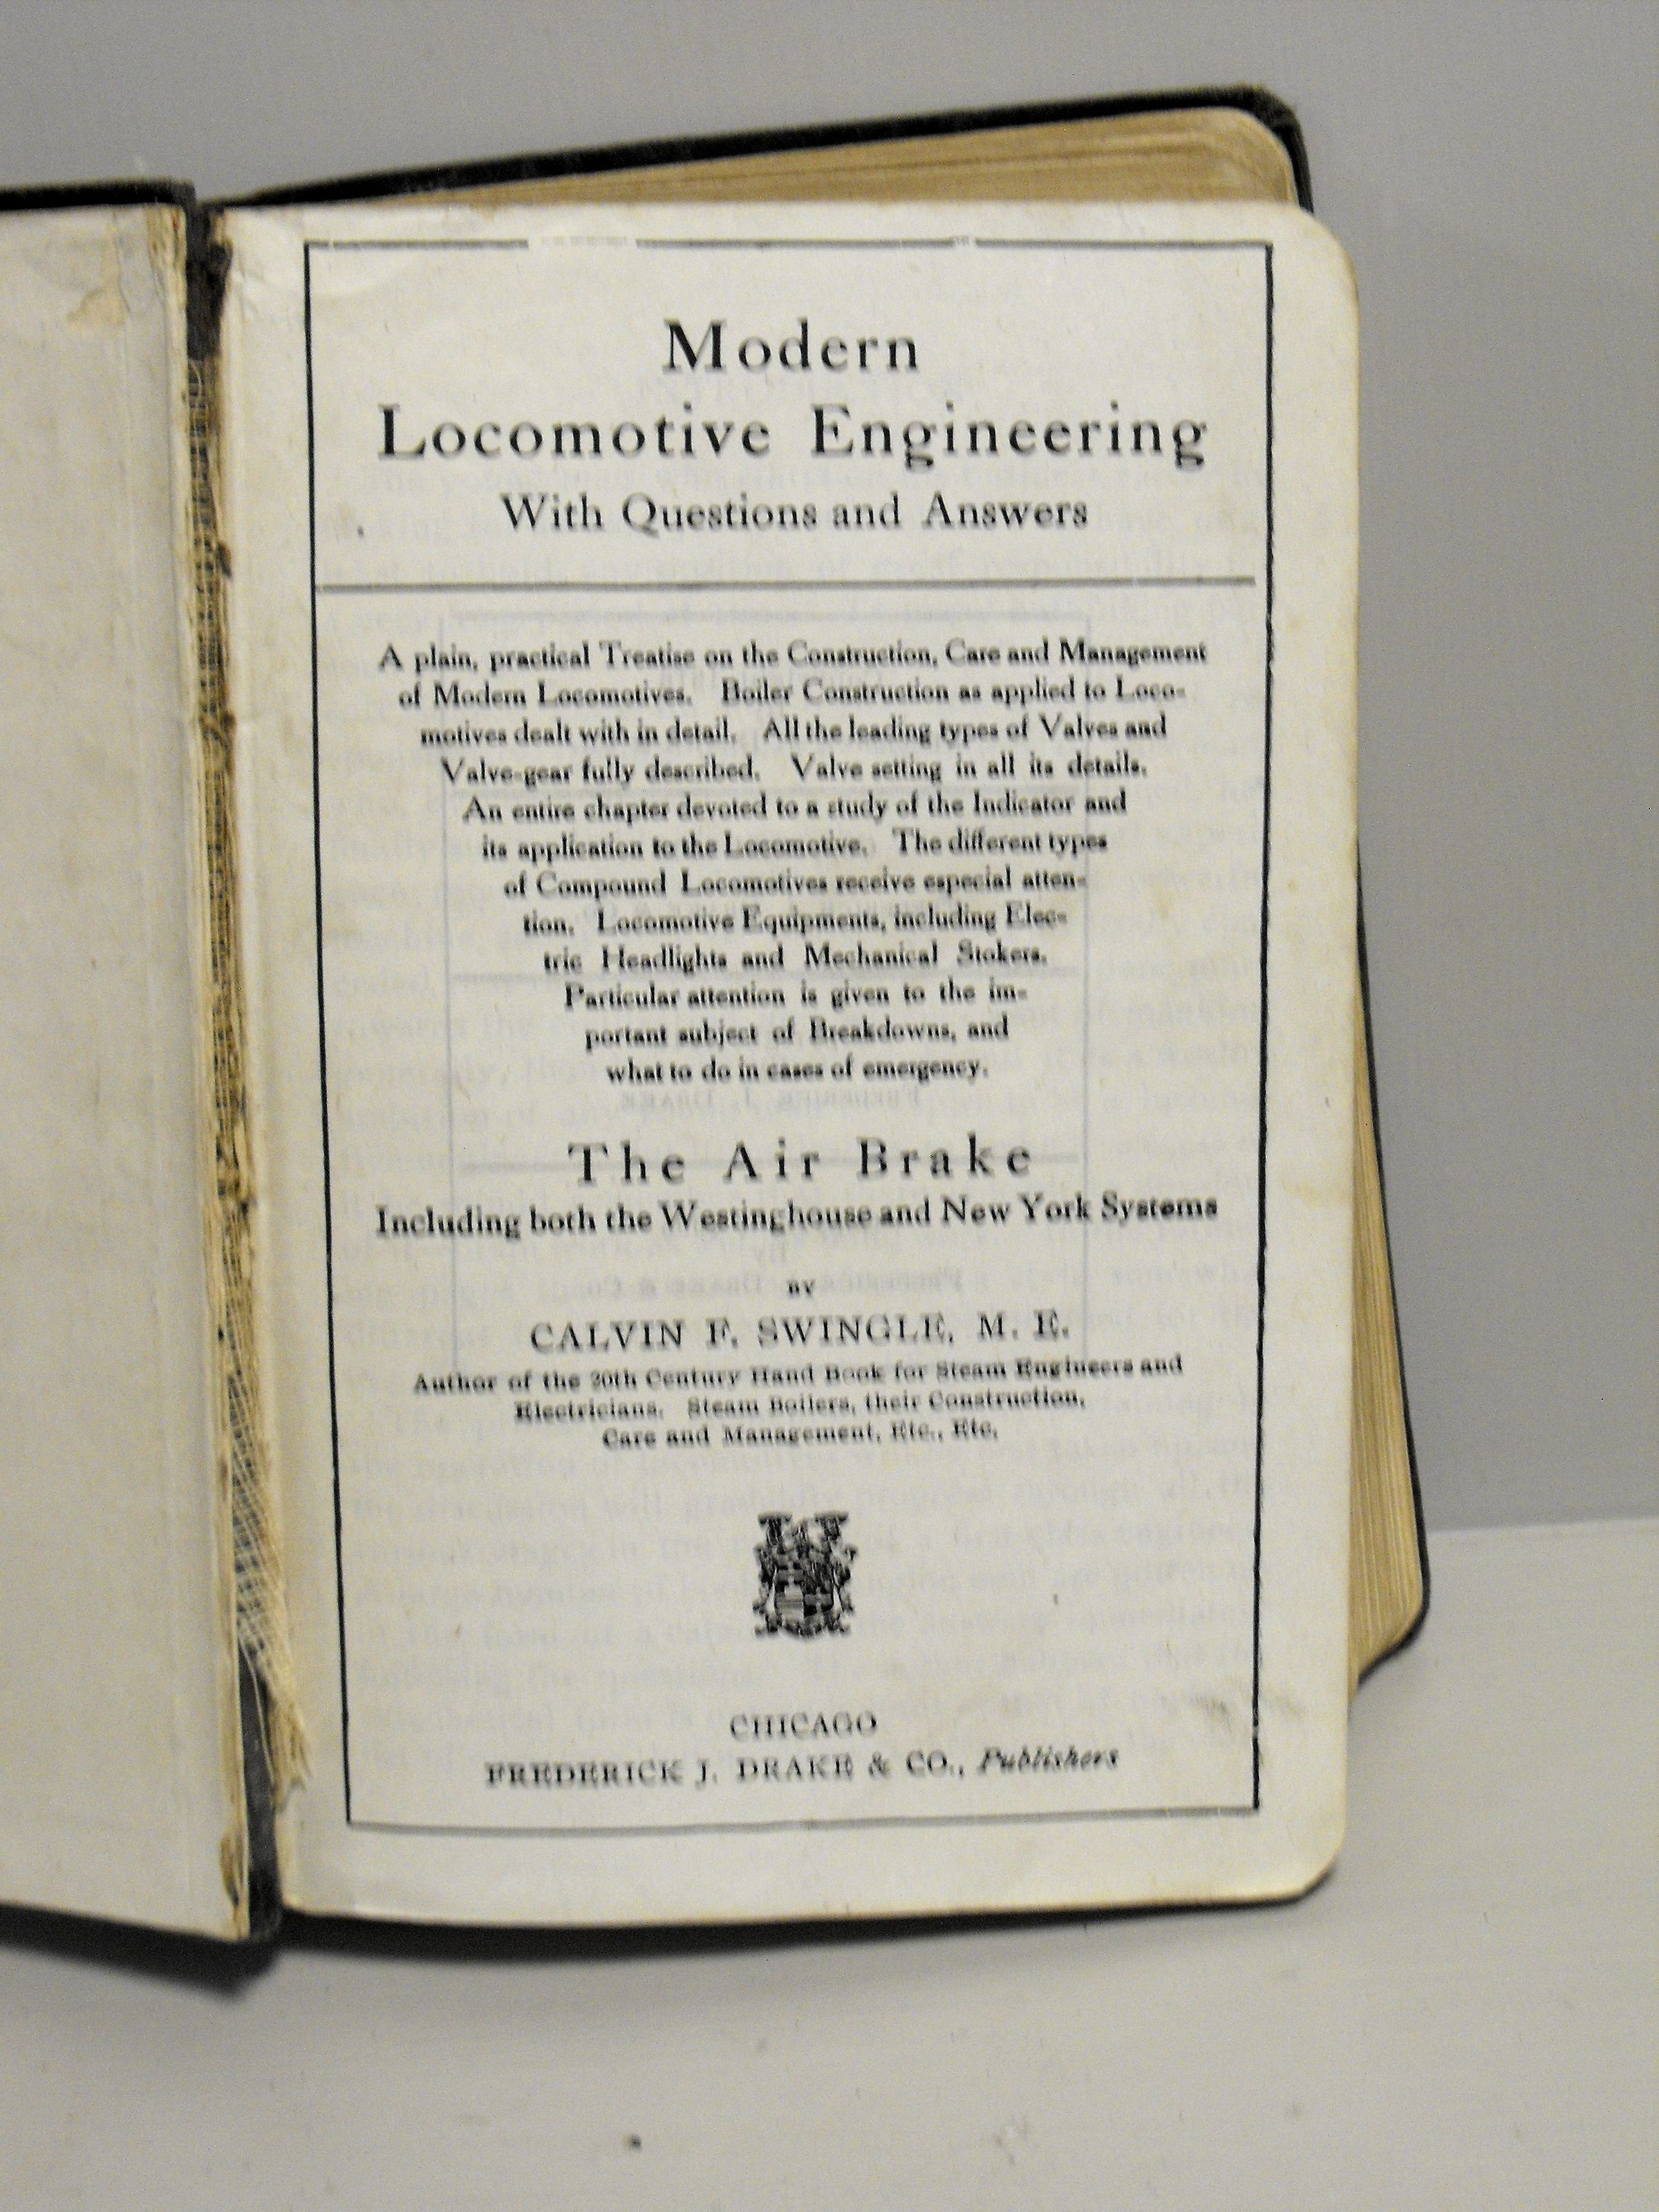 Modern
Locomotive Engineering
With Questions and Answers
A plain, practical Treatise on the Construction, Care and Management
of Modern Locomotives. Boiler Construction as applied to Loco-
motives dealt with in detail. All the leading types of Valves and
Valve-gear fully described. Valve setting in all its details.
An entire chapter devoted to a study of the Indicator and
its application to the Locomotive. The different types
of Compound Locomotives receive especial atten-
tion. Locomotive Equipments, including Elec-
tric Headlights and Mechanical Stokers.
Particular attention is given to the im-
portant subject of Breakdowns, and
what to do in cases of emergency.
The Air Brake
Including both the Westinghouse and New York Systems
BY
CALVIN F. SWINGLE, M. E.
Author of the 20th Century Hand Book for Steam Engineers and
Electricians. Steam Boilers, their Construction,
Care and Management, Etc., Etc.
CHICAGO
FREDERICK J. DRAKE & CO., Publishers